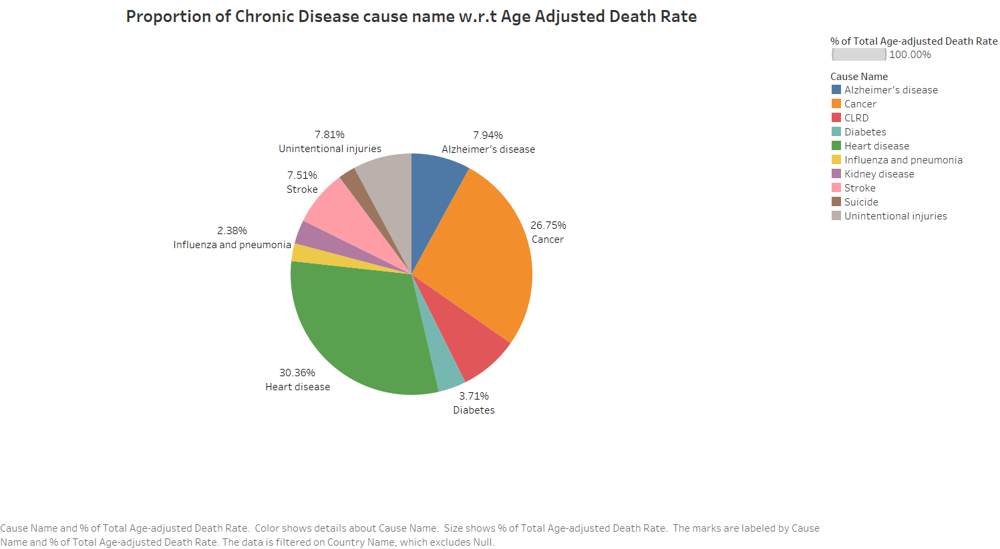 Proportion of Chronic Disease cause name w.r.t Age Adjusted Death Rate
% of Total Age-adjusted Death Rate
100.00%
Cause Name
Alzheimer's disease
Cancer
CLRD
Diabetes
Heart disease
Influenza and pneumonia
Kidney disease
Stroke
Suicide
Unintentional injuries
7.81%
Unintentional injuries
7.94%
Alzheimer's disease
7.51%
Stroke
26.75%
Cancer
2.38%
Influenza and pneumonia
30.36%
Heart disease
3.71%
Diabetes
Cause Name and % of Total Age-adjusted Death Rate.  Color shows details about Cause Name.  Size shows % of Total Age-adjusted Death Rate.  The marks are labeled by Cause
Name and % of Total Age-adjusted Death Rate. The data is filtered on Country Name, which excludes Null.